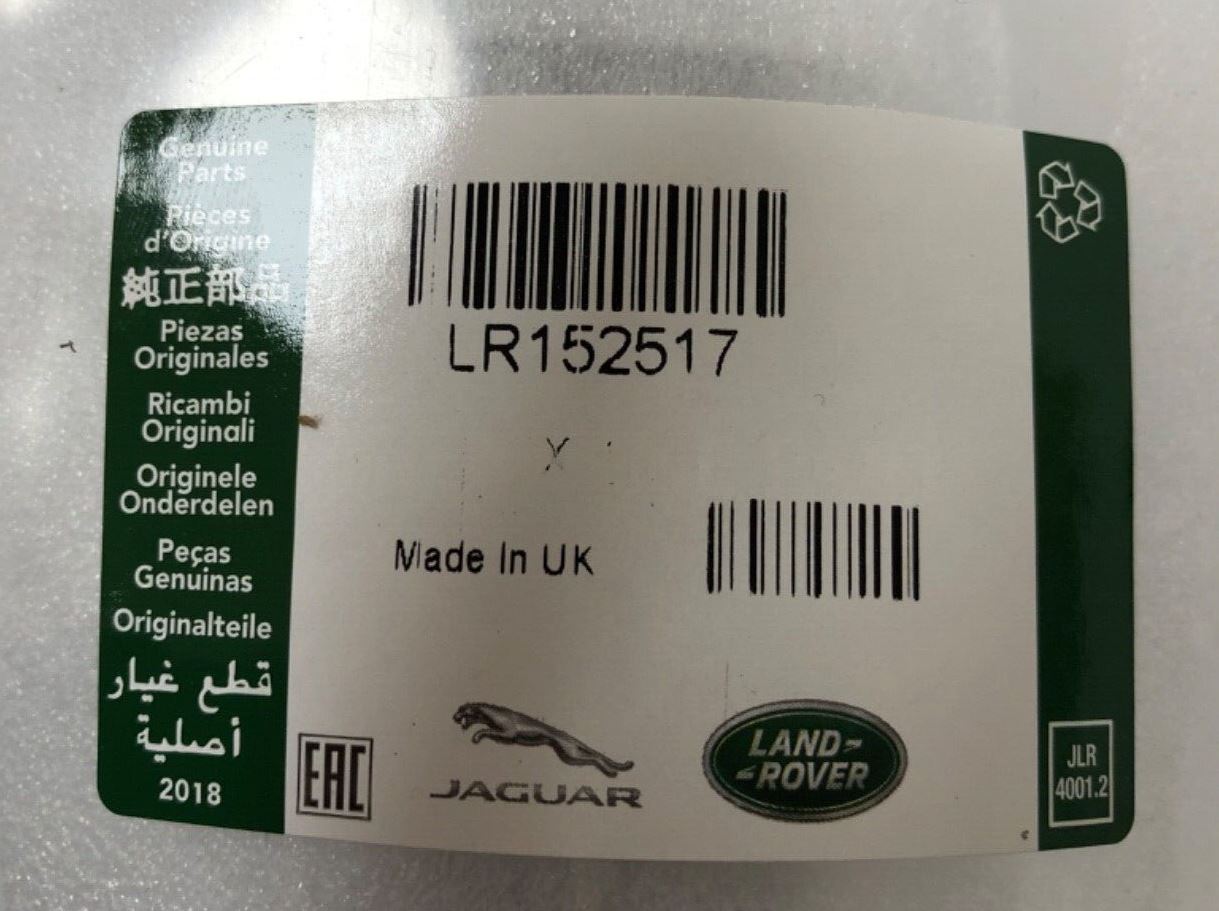 Genuine
Parts
Pièces
d'Origine
純正部品
Piezas
Originales
Ricambi
Originali
Originele
Onderdelen
Peças
Genuinas
Originalteile
قطع غيار
أصلية
2018
LR152517
Made In UK
EAC
JAGUAR
LAND-
-ROVER
JLR
4001.2